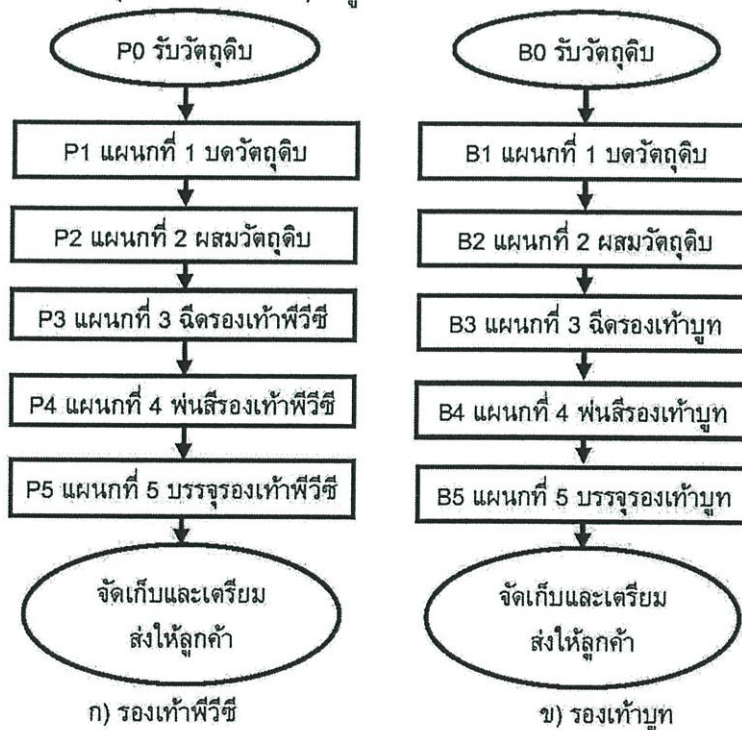 P0 รับวัตถุดิบ
P1 แผนกที่ 1 บดวัตถุดิบ
P2 แผนกที่ 2 ผสมวัตถุดิบ
P3 แผนกที่ 3 ฉีดรองเท้าพีวีซี
P4 แผนกที่ 4 พ่นสีรองเท้าพีวีซี
P5 แผนกที่ 5 บรรจุรองเท้าพีวีซี
จัดเก็บและเตรียม
ส่งให้ลูกค้า
ก) รองเท้าพีวีซี
B0 รับวัตถุดิบ
B1 แผนกที่ 1 บดวัตถุดิบ
B2 แผนกที่ 2 ผสมวัตถุดิบ
B3 แผนกที่ 3 ฉีดรองเท้าบูท
B4 แผนกที่ 4 พ่นสีรองเท้าบูท
B5 แผนกที่ 5 บรรจุรองเท้าบูท
จัดเก็บและเตรียม
ส่งให้ลูกค้า
ข) รองเท้าบูท